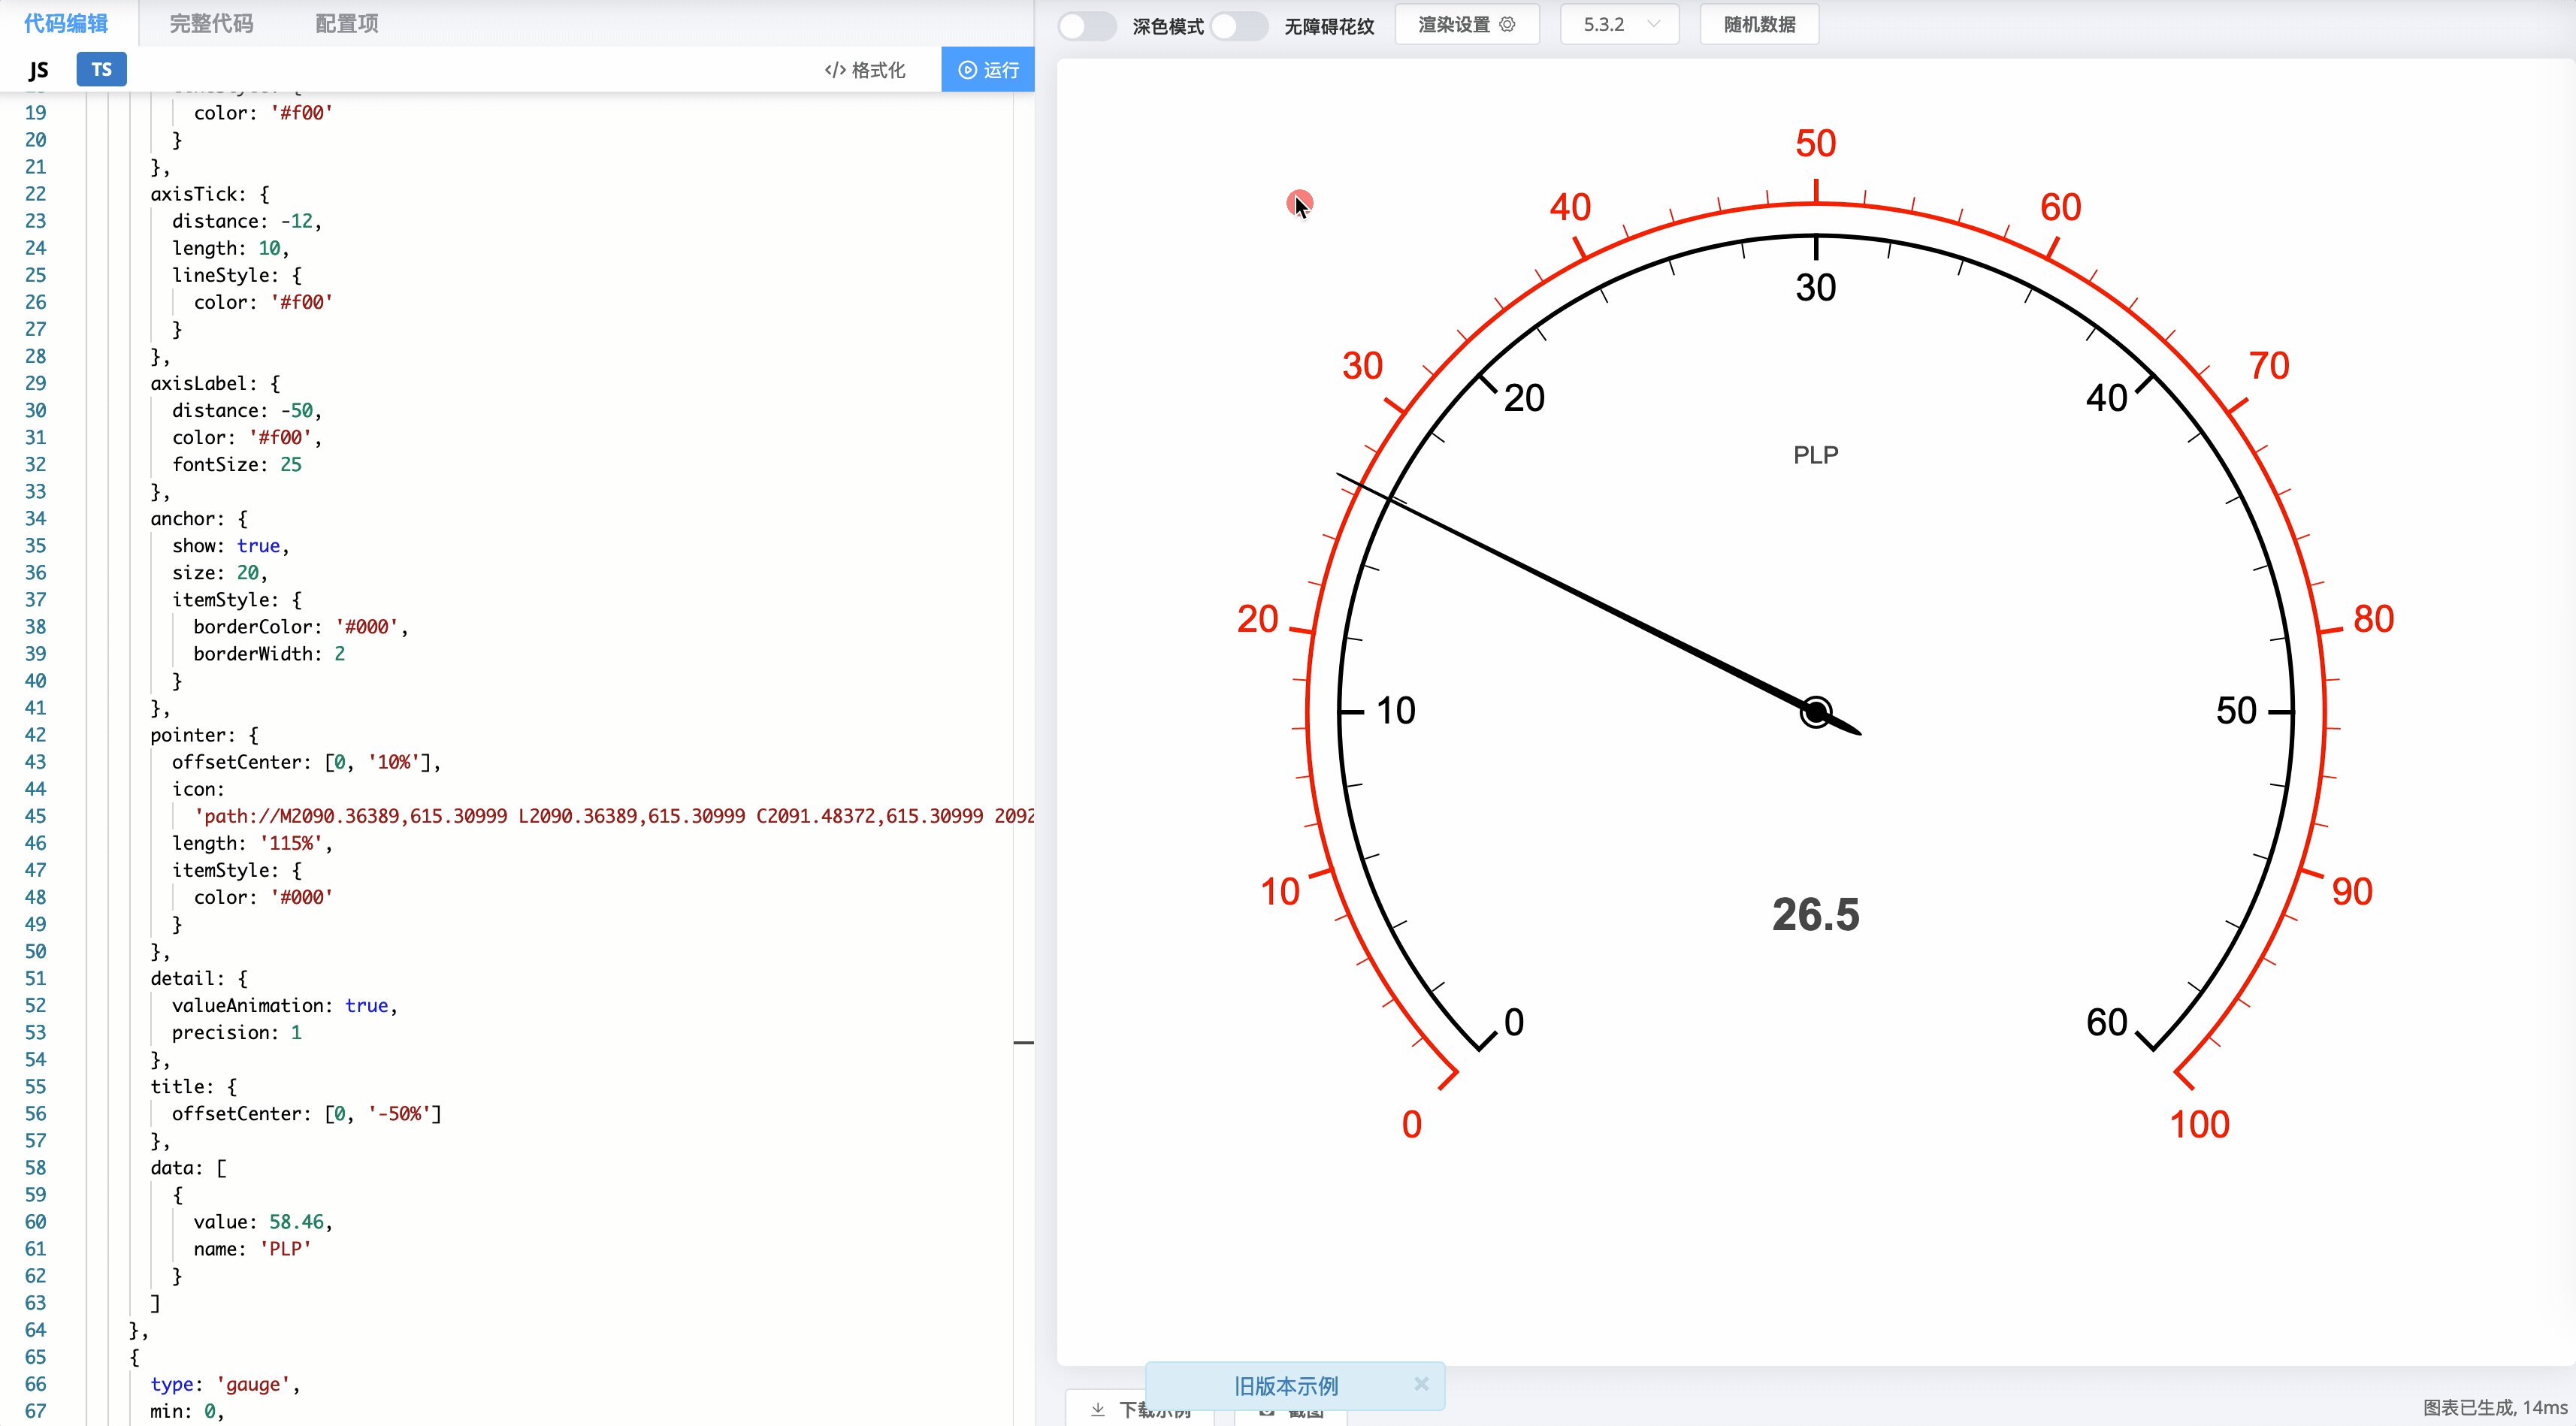 代码编辑 完整代码 配置项
JS TS </> 格式化 运行
19 color: '#f00'
20 }
21 },
22 axisTick: {
23 distance: -12,
24 length: 10,
25 lineStyle: {
26 color: '#f00'
27 }
28 },
29 axisLabel: {
30 distance: -50,
31 color: '#f00',
32 fontSize: 25
33 },
34 anchor: {
35 show: true,
36 size: 20,
37 itemStyle: {
38 borderColor: '#000',
39 borderWidth: 2
40 }
41 },
42 pointer: {
43 offsetCenter: [0, '10%'],
44 icon:
45 'path://M2090.36389,615.30999 L2090.36389,615.30999 C2091.48372,615.30999 2092
46 length: '115%',
47 itemStyle: {
48 color: '#000'
49 }
50 },
51 detail: {
52 valueAnimation: true,
53 precision: 1
54 },
55 title: {
56 offsetCenter: [0, '-50%']
57 },
58 data: [
59 {
60 value: 58.46,
61 name: 'PLP'
62 }
63 ]
64 },
65 {
66 type: 'gauge',
67 min: 0,
深色模式 无障碍花纹 渲染设置 5.3.2 随机数据
50
40 60
30
30 70
20 40
PLP
20 80
10 50
10 90
26.5
0 60
0 100
旧版本示例 ×
下载示例 截图
图表已生成, 14ms